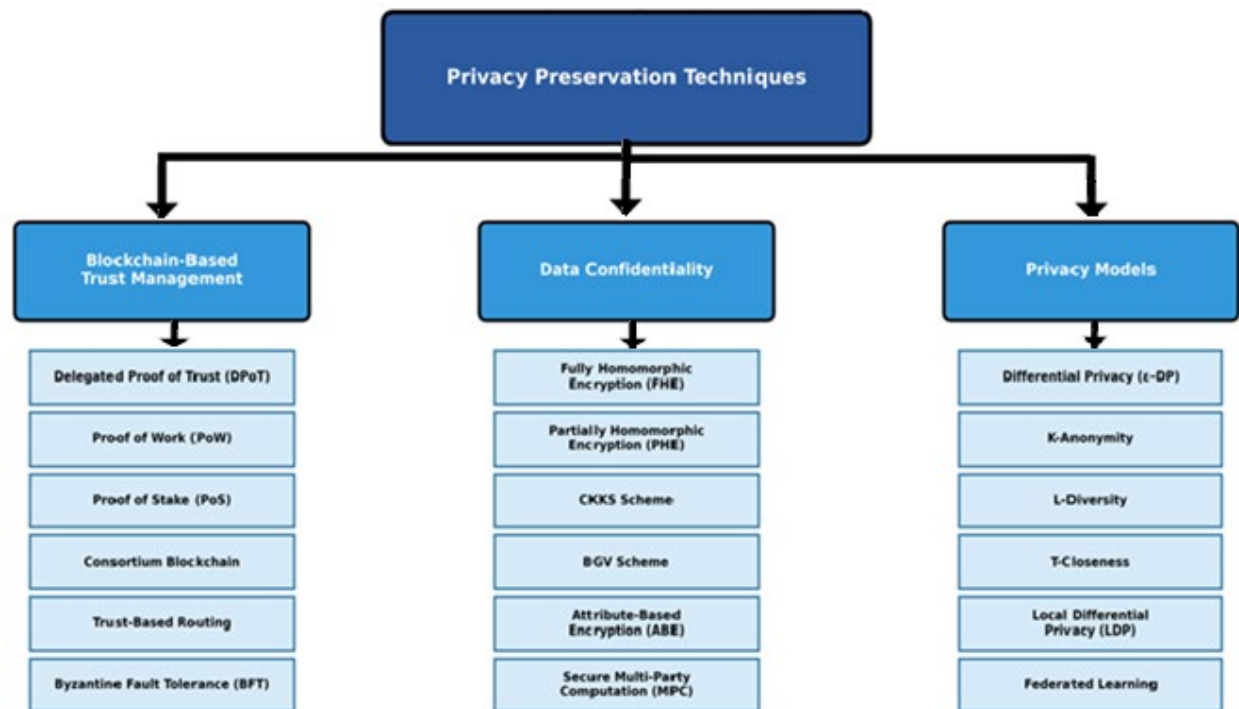 Privacy Preservation Techniques
Blockchain-Based
Trust Management
Data Confidentiality
Privacy Models
Delegated Proof of Trust (DPoT)
Proof of Work (PoW)
Proof of Stake (PoS)
Consortium Blockchain
Trust-Based Routing
Byzantine Fault Tolerance (BFT)
Fully Homomorphic
Encryption (FHE)
Partially Homomorphic
Encryption (PHE)
CKKS Scheme
BGV Scheme
Attribute-Based
Encryption (ABE)
Secure Multi-Party
Computation (MPC)
Differential Privacy (ε-DP)
K-Anonymity
L-Diversity
T-Closeness
Local Differential
Privacy (LDP)
Federated Learning